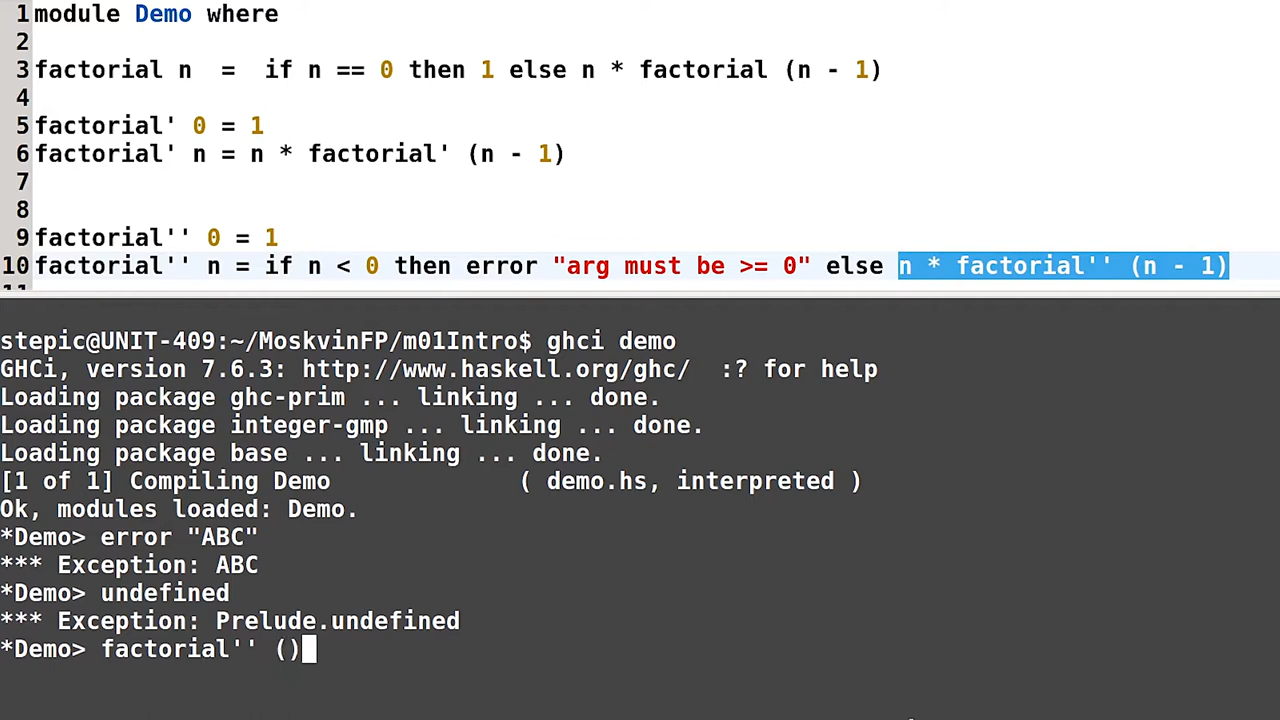 1 module Demo where
2
3 factorial n  =  if n == 0 then 1 else n * factorial (n - 1)
4
5 factorial' 0 = 1
6 factorial' n = n * factorial' (n - 1)
7
8
9 factorial'' 0 = 1
10 factorial'' n = if n < 0 then error "arg must be >= 0" else n * factorial'' (n - 1)
stepic@UNIT-409:~/MoskvinFP/m01Intro$ ghci demo
GHCi, version 7.6.3: http://www.haskell.org/ghc/  :? for help
Loading package ghc-prim ... linking ... done.
Loading package integer-gmp ... linking ... done.
Loading package base ... linking ... done.
[1 of 1] Compiling Demo             ( demo.hs, interpreted )
Ok, modules loaded: Demo.
*Demo> error "ABC"
*** Exception: ABC
*Demo> undefined
*** Exception: Prelude.undefined
*Demo> factorial'' ()